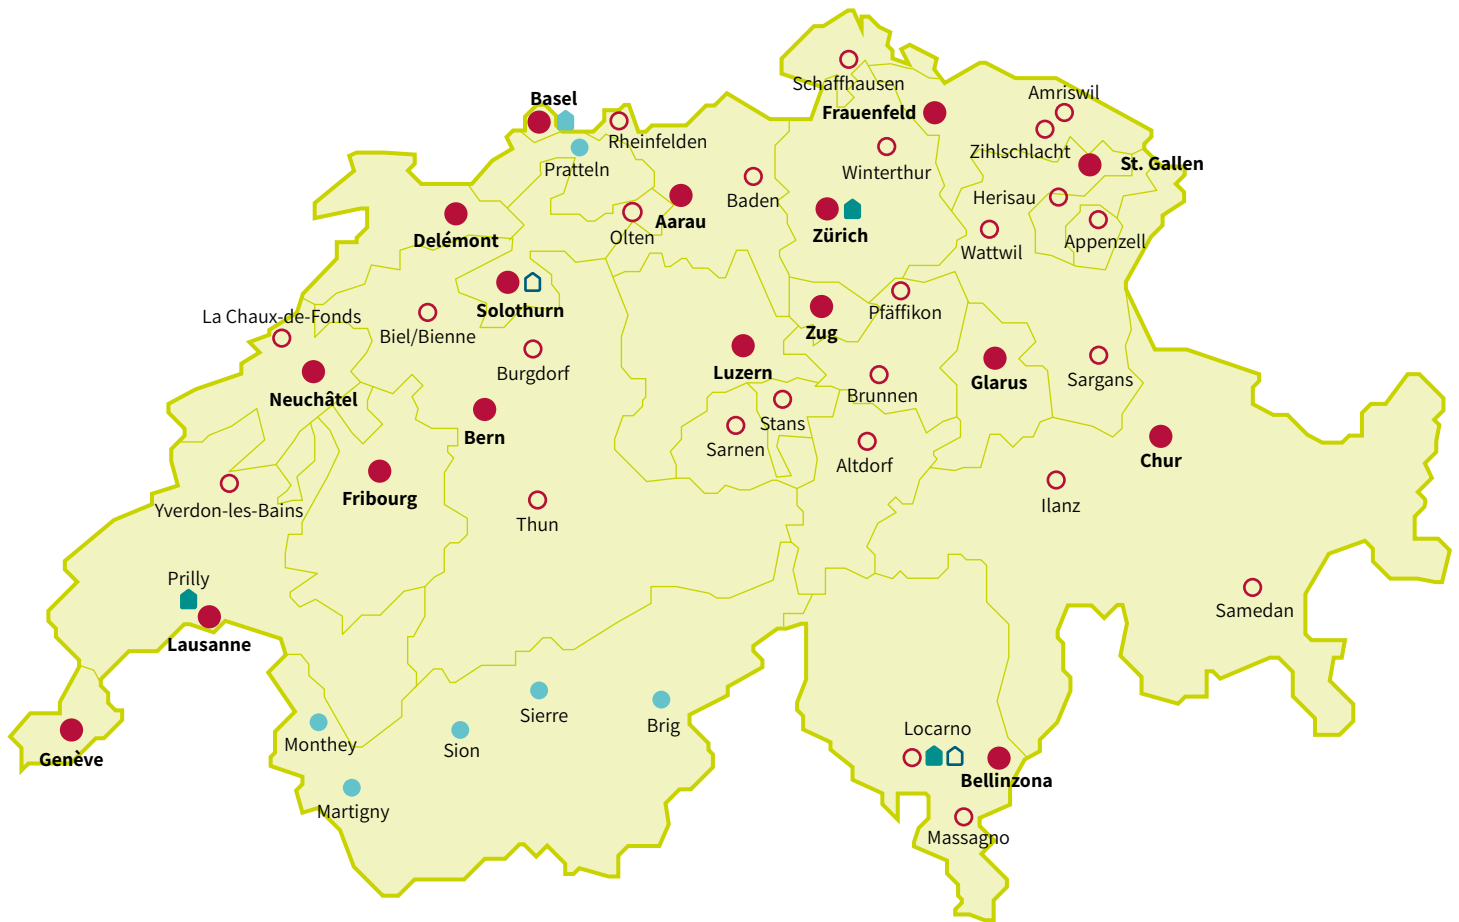 Schaffhausen
Amriswil
Basel
Frauenfeld
Rheinfelden
Zihlschlacht
Pratteln
Winterthur
St. Gallen
Baden
Herisau
Delémont
Olten
Aarau
Zürich
Wattwil
Appenzell
La Chaux-de-Fonds
Solothurn
Biel/Bienne
Zug
Pfäffikon
Burgdorf
Luzern
Glarus
Sargans
Neuchâtel
Brunnen
Bern
Stans
Sarnen
Altdorf
Chur
Yverdon-les-Bains
Fribourg
Thun
Ilanz
Prilly
Lausanne
Samedan
Sierre
Brig
Locarno
Genève
Monthey
Sion
Bellinzona
Martigny
Massagno